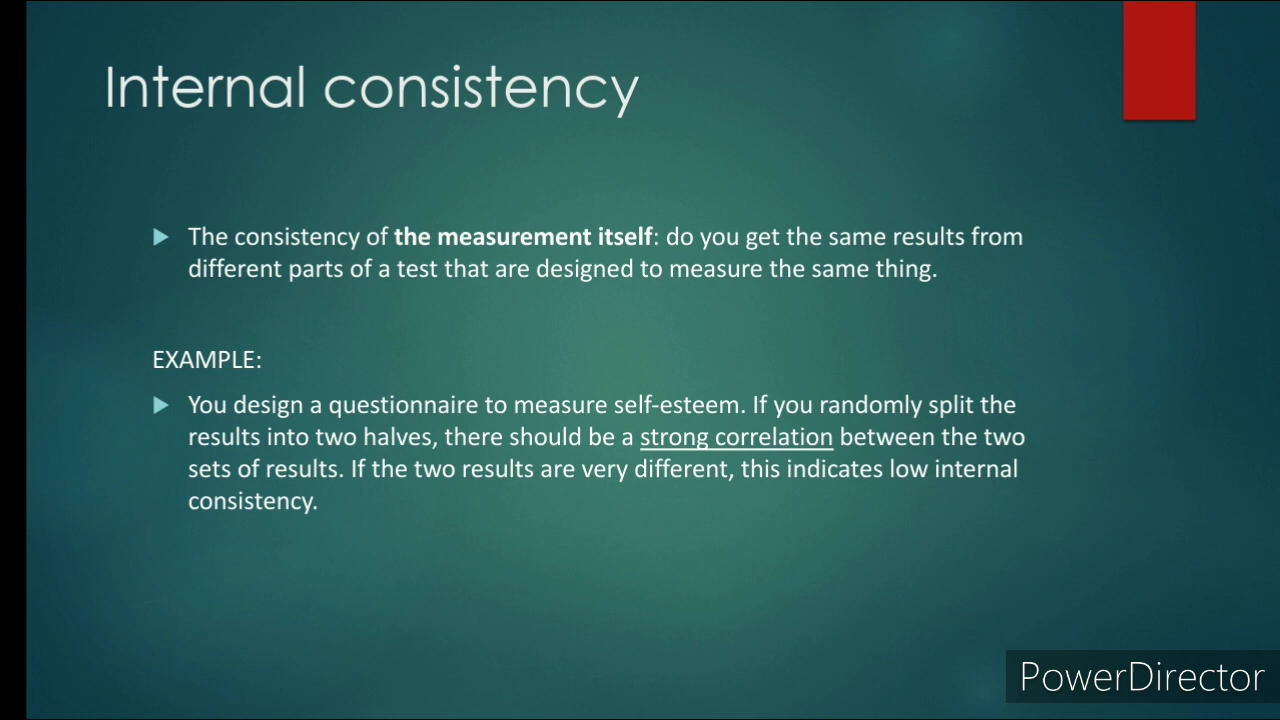 Internal consistency
The consistency of the measurement itself: do you get the same results from
different parts of a test that are designed to measure the same thing.
EXAMPLE:
You design a questionnaire to measure self-esteem. If you randomly split the
results into two halves, there should be a strong correlation between the two
sets of results. If the two results are very different, this indicates low internal
consistency.
PowerDirector